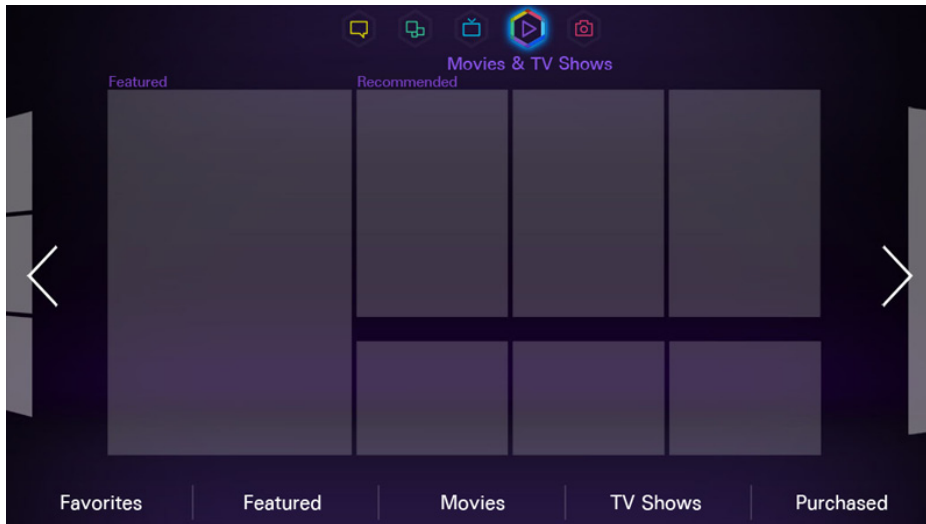 Movies & TV Shows
Featured
Recommended
Favorites
Featured
Movies
TV Shows
Purchased